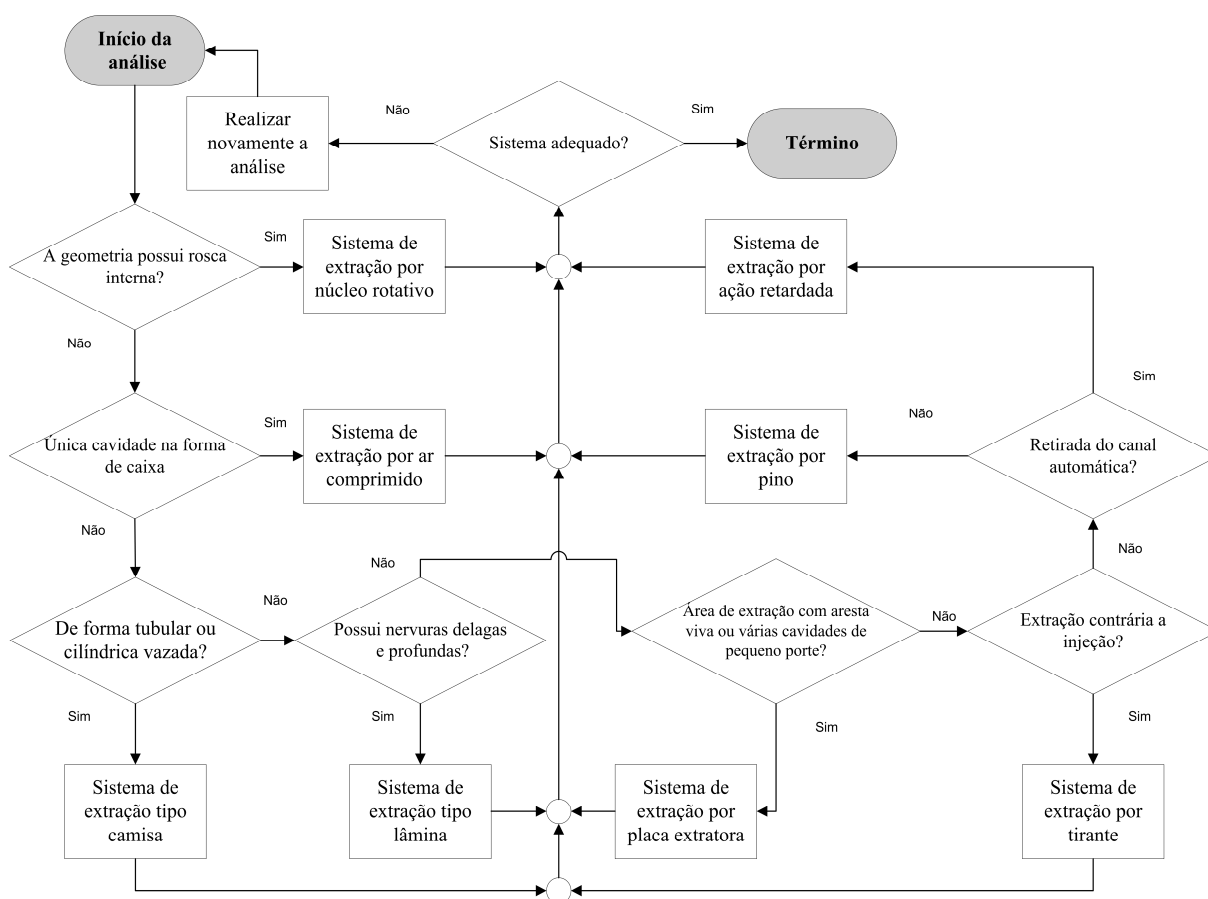 Início da
análise
Realizar
novamente a
análise
Não
Sistema adequado?
Sim
Término
A geometria possui rosca
interna?
Sim
Sistema de
extração por
núcleo rotativo
Sistema de
extração por
ação retardada
Não
Sim
Única cavidade na forma
de caixa
Sim
Sistema de
extração por ar
comprimido
Sistema de
extração por
pino
Não
Retirada do canal
automática?
Não
Não
Não
De forma tubular ou
cilíndrica vazada?
Não
Possui nervuras delagas
e profundas?
Área de extração com aresta
viva ou várias cavidades de
pequeno porte?
Não
Extração contrária a
injeção?
Sim
Sim
Sim
Sim
Sistema de
extração tipo
camisa
Sistema de
extração tipo
lâmina
Sistema de
extração por
placa extratora
Sistema de
extração por
tirante